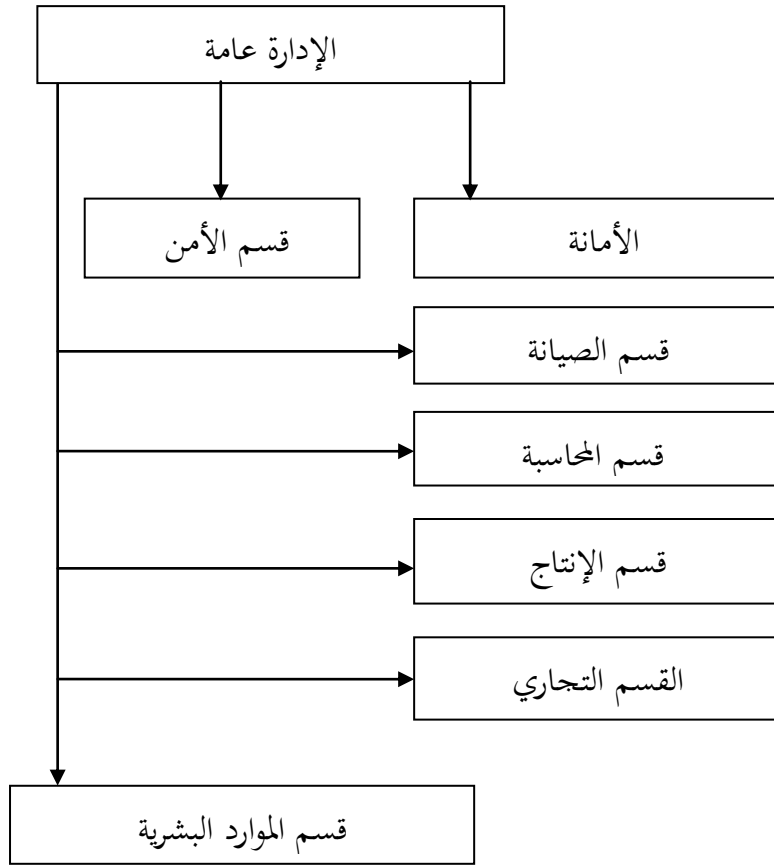 الإدارة عامة
الأمانة
قسم الأمن
قسم الصيانة
قسم المحاسبة
قسم الإنتاج
القسم التجاري
قسم الموارد البشرية